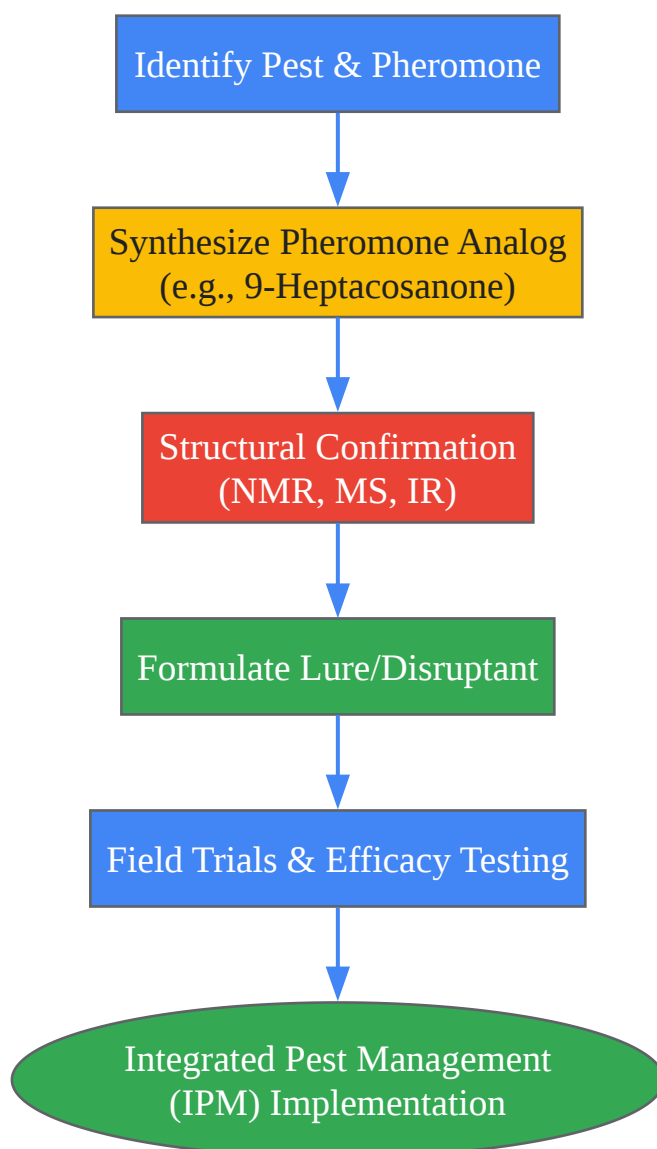 Identify Pest & Pheromone
Synthesize Pheromone Analog
(e.g., 9-Heptacosanone)
Structural Confirmation
(NMR, MS, IR)
Formulate Lure/Disruptant
Field Trials & Efficacy Testing
Integrated Pest Management
(IPM) Implementation